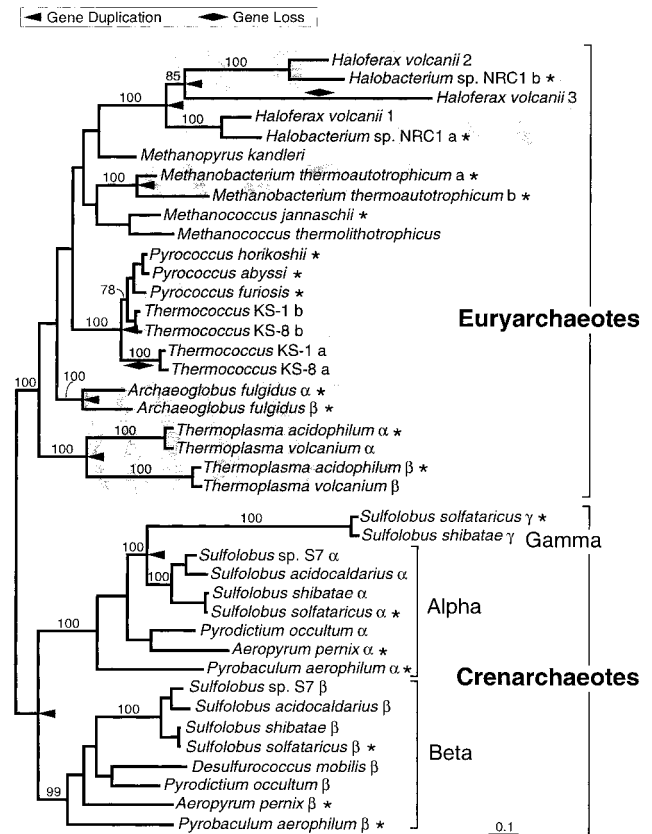 Gene Duplication Gene Loss
100 Haloferax volcanii 2
85 Halobacterium sp. NRC1 b *
Haloferax volcanii 3
100 Haloferax volcanii 1
100 Halobacterium sp. NRC1 a *
Methanopyrus kandleri
100 Methanobacterium thermoautotrophicum a *
Methanobacterium thermoautotrophicum b *
Methanococcus jannaschii *
Methanococcus thermolithotrophicus
Pyrococcus horikoshii *
Pyrococcus abyssi *
78 Pyrococcus furiosis *
Thermococcus KS-1 b
100 Thermococcus KS-8 b
Euryarchaeotes
100 Thermococcus KS-1 a
Thermococcus KS-8 a
100 100 Archaeoglobus fulgidus α *
Archaeoglobus fulgidus β *
100 Thermoplasma acidophilum α *
100 Thermoplasma volcanium α
Thermoplasma acidophilum β *
100 Thermoplasma volcanium β
100 Sulfolobus solfataricus γ *
Sulfolobus shibatae γ Gamma
100 Sulfolobus sp. S7 α
100 Sulfolobus acidocaldarius α
Sulfolobus shibatae α
Alpha
Sulfolobus solfataricus α *
100 Pyrodictium occultum α
Aeropyrum pernix α *
Pyrobaculum aerophilum α *
Crenarchaeotes
Sulfolobus sp. S7 β
100 Sulfolobus acidocaldarius β
Sulfolobus shibatae β
Sulfolobus solfataricus β *
Beta
Desulfurococcus mobilis β
Pyrodictium occultum β
99 Aeropyrum pernix β *
Pyrobaculum aerophilum β *
0.1